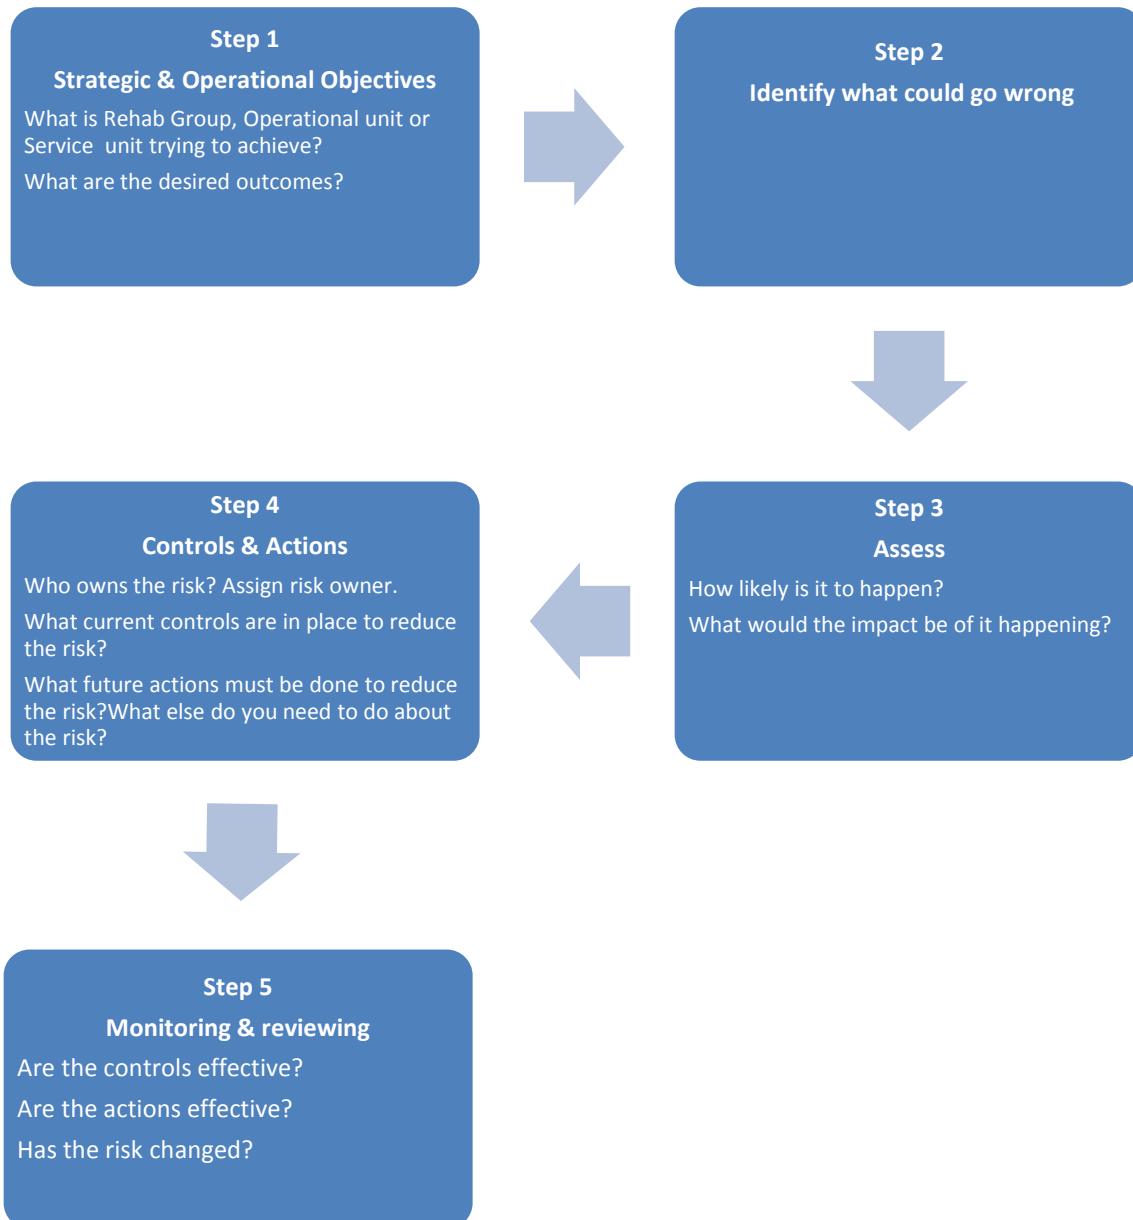 Step 1
Strategic & Operational Objectives
What is Rehab Group, Operational unit or
Service  unit trying to achieve?
What are the desired outcomes?
Step 2
Identify what could go wrong
Step 3
Assess
How likely is it to happen?
What would the impact be of it happening?
Step 4
Controls & Actions
Who owns the risk? Assign risk owner.
What current controls are in place to reduce
the risk?
What future actions must be done to reduce
the risk?What else do you need to do about
the risk?
Step 5
Monitoring & reviewing
Are the controls effective?
Are the actions effective?
Has the risk changed?